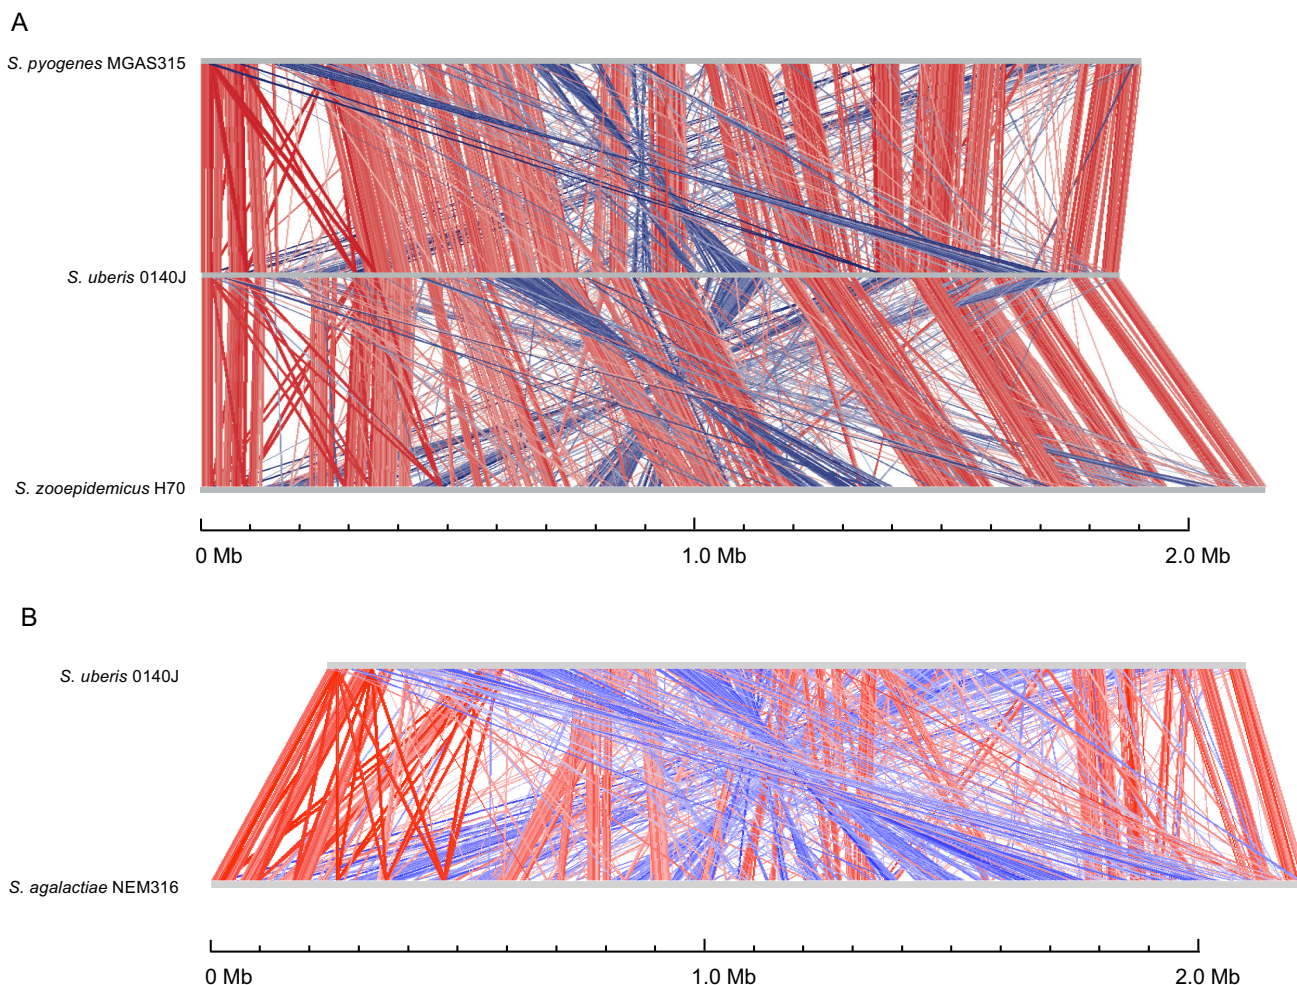 A
S. pyogenes MGAS315
S. uberis 0140J
S. zooepidemicus H70
0 Mb 1.0 Mb 2.0 Mb
B
S. uberis 0140J
S. agalactiae NEM316
0 Mb 1.0 Mb 2.0 Mb